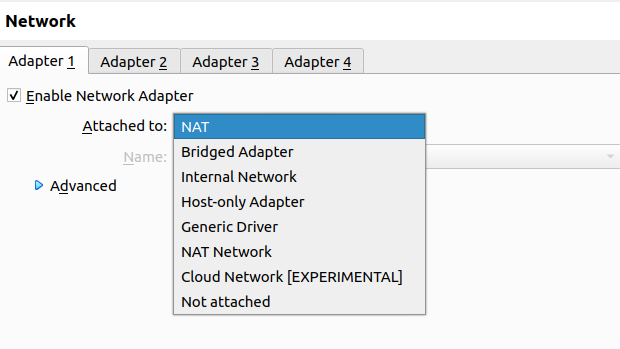 Network
Adapter 1 Adapter 2 Adapter 3 Adapter 4
Enable Network Adapter
Attached to: NAT
Bridged Adapter
Name:
Internal Network
Advanced
Host-only Adapter
Generic Driver
NAT Network
Cloud Network [EXPERIMENTAL]
Not attached